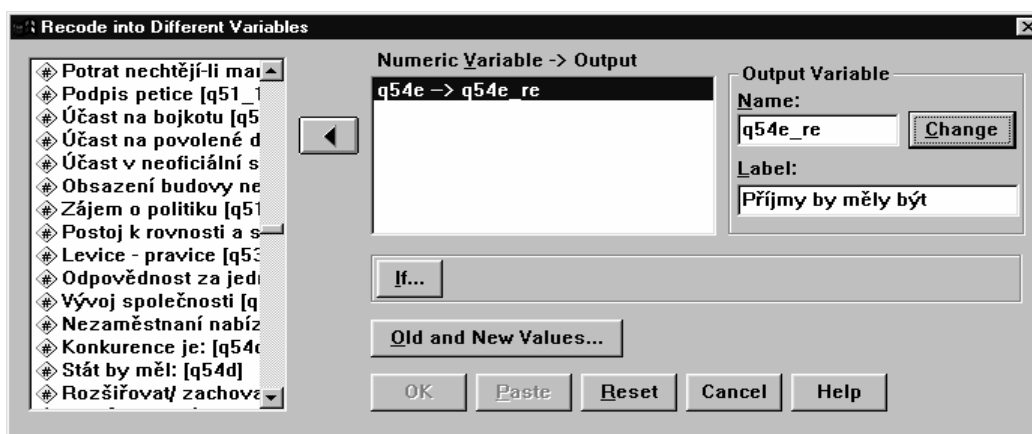 Recode into Different Variables
Potrat nechtějí-li man
Podpis petice [q51_1
Účast na bojkotu [q5
Účast na povolené d
Účast v neoficiální s
Obsazení budovy ne
Zájem o politiku [q51
Postoj k rovnosti a s
Levice - pravice [q53
Odpovědnost za jedn
Vývoj společnosti [q
Nezaměstnaní nabíz
Konkurence je: [q54c
Stát by měl: [q54d]
Rozšiřovat/ zachova
Numeric Variable -> Output
q54e --> q54e_re
Output Variable
Name:
q54e_re
Change
Label:
Příjmy by měly být
If...
Old and New Values...
OK
Paste
Reset
Cancel
Help